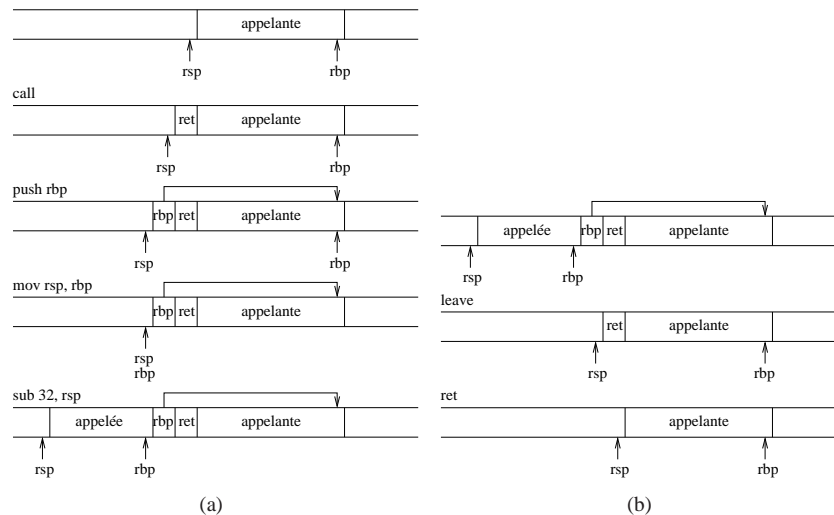 appelante
rsp rbp
call
ret appelante
rsp rbp
push rbp
rbp ret appelante
rsp rbp
mov rsp, rbp
rbp ret appelante
rsp
rbp
sub 32, rsp
appelée rbp ret appelante
rsp rbp
(a)
appelée rbp ret appelante
rsp rbp rbp
leave
ret appelante
rsp rbp
ret
appelante
rsp rbp
(b)